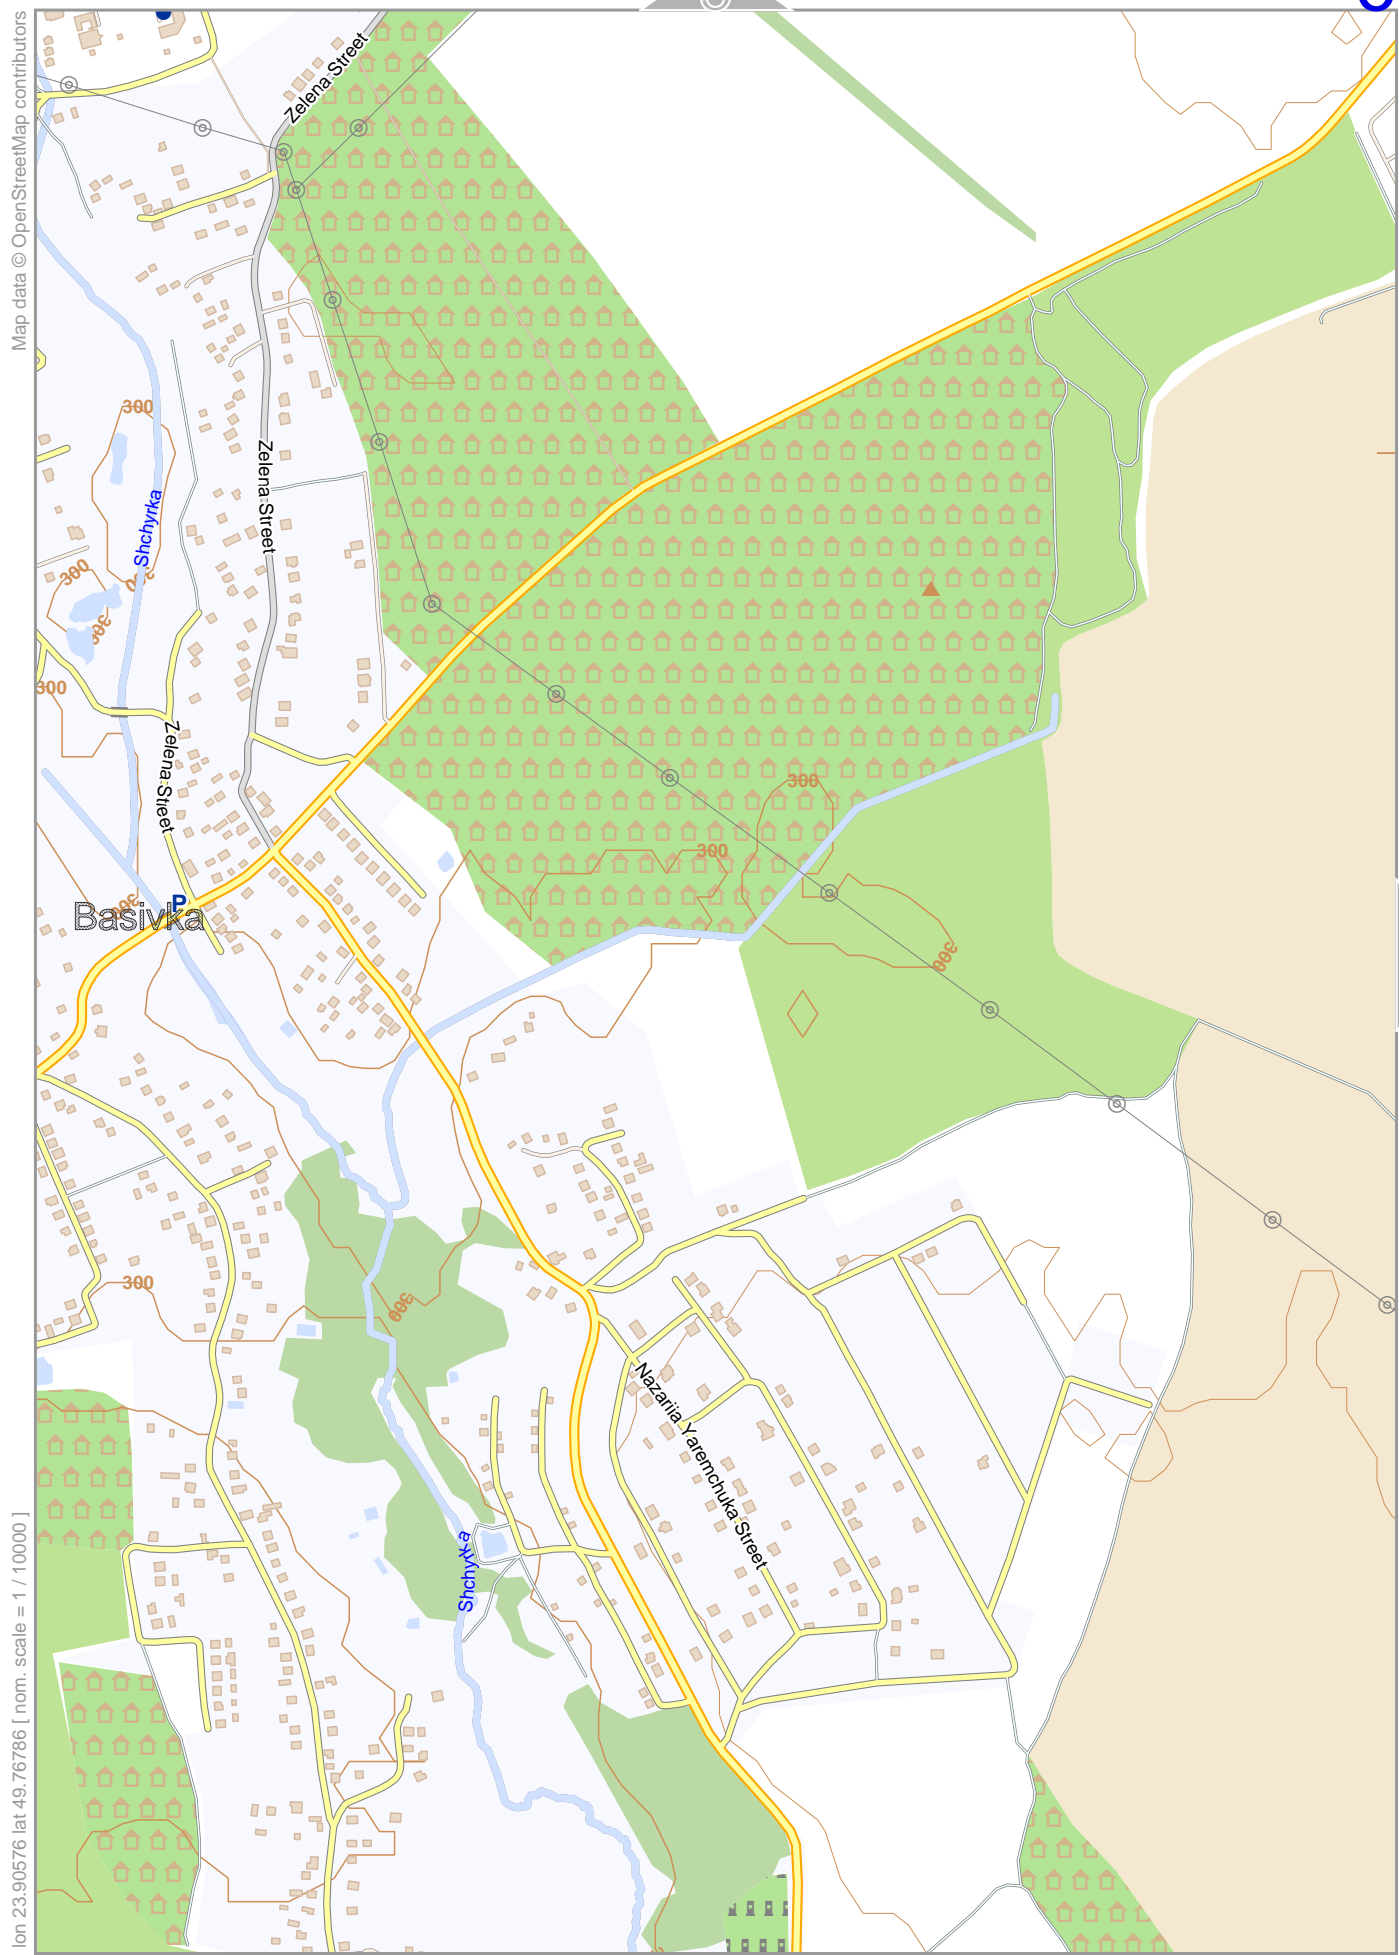 Map data © OpenStreetMap contributors
Zelena Street
300
Shchyrka
Zelena Street
300
300
300
300
Zelena Street
300
300
P
300
Basivka
300
300
300
Nazariia Yaremchuka Street
Shchyrka
lon 23.90576 lat 49.76786 [ nom. scale = 1 / 10000 ]